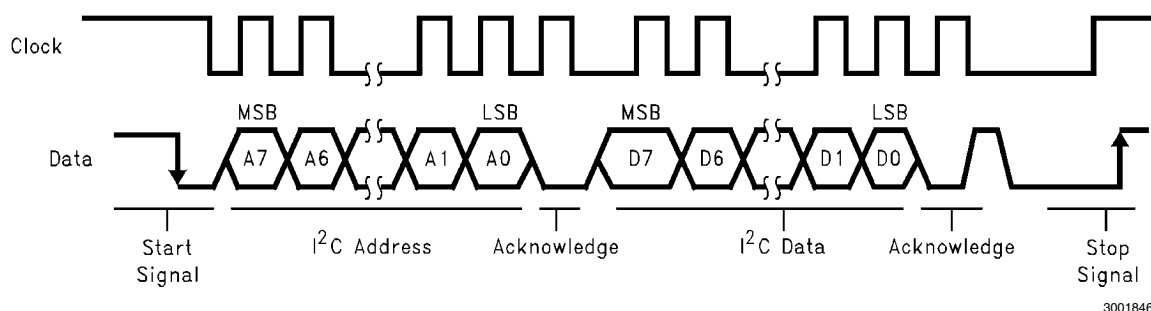 Clock
MSB LSB MSB LSB
Data A7 A6 A1 A0 D7 D6 D1 D0
Start Signal
I²C Address
Acknowledge
I²C Data
Acknowledge
Stop Signal
3001846